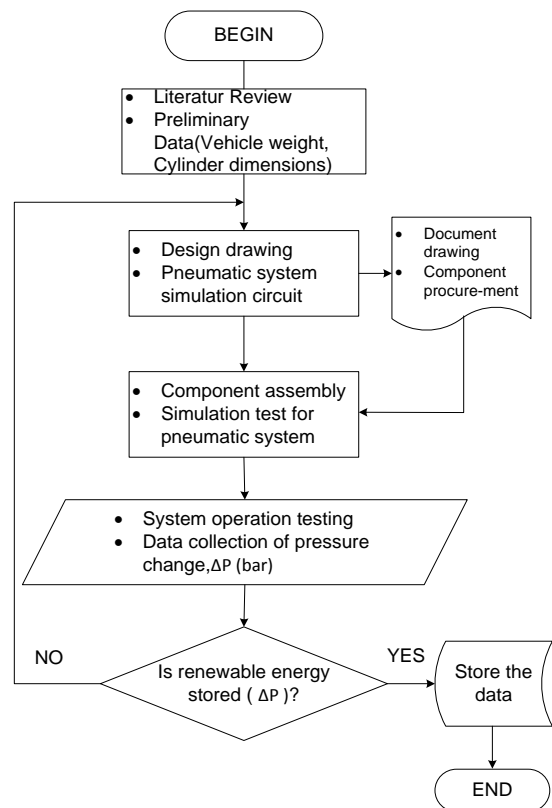 BEGIN
• Literatur Review
• Preliminary
Data(Vehicle weight,
Cylinder dimensions)
• Design drawing
• Pneumatic system
simulation circuit
• Document
drawing
• Component
procure-ment
• Component assembly
• Simulation test for
pneumatic system
• System operation testing
• Data collection of pressure
change,ΔP (bar)
NO
Is renewable energy
stored ( ΔP )?
YES
Store the
data
END